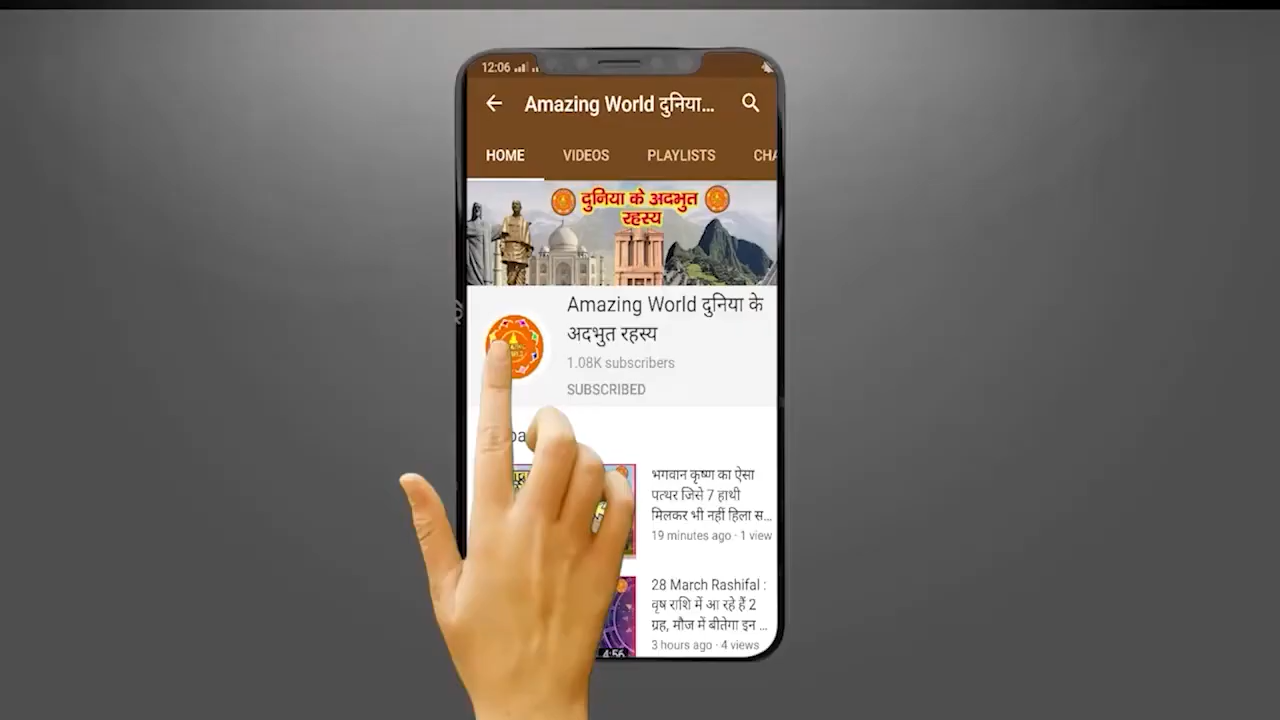 12:06
Amazing World दुनिया...
HOME VIDEOS PLAYLISTS CHA
दुनिया के अदभुत
रहस्य
Amazing World दुनिया के
अदभुत रहस्य
1.08K subscribers
SUBSCRIBED
भगवान कृष्ण का ऐसा
पत्थर जिसे 7 हाथी
मिलकर भी नहीं हिला स...
19 minutes ago · 1 view
28 March Rashifal :
वृष राशि में आ रहे हैं 2
ग्रह, मौज में बीतेगा इन ...
3 hours ago · 4 views
4:56